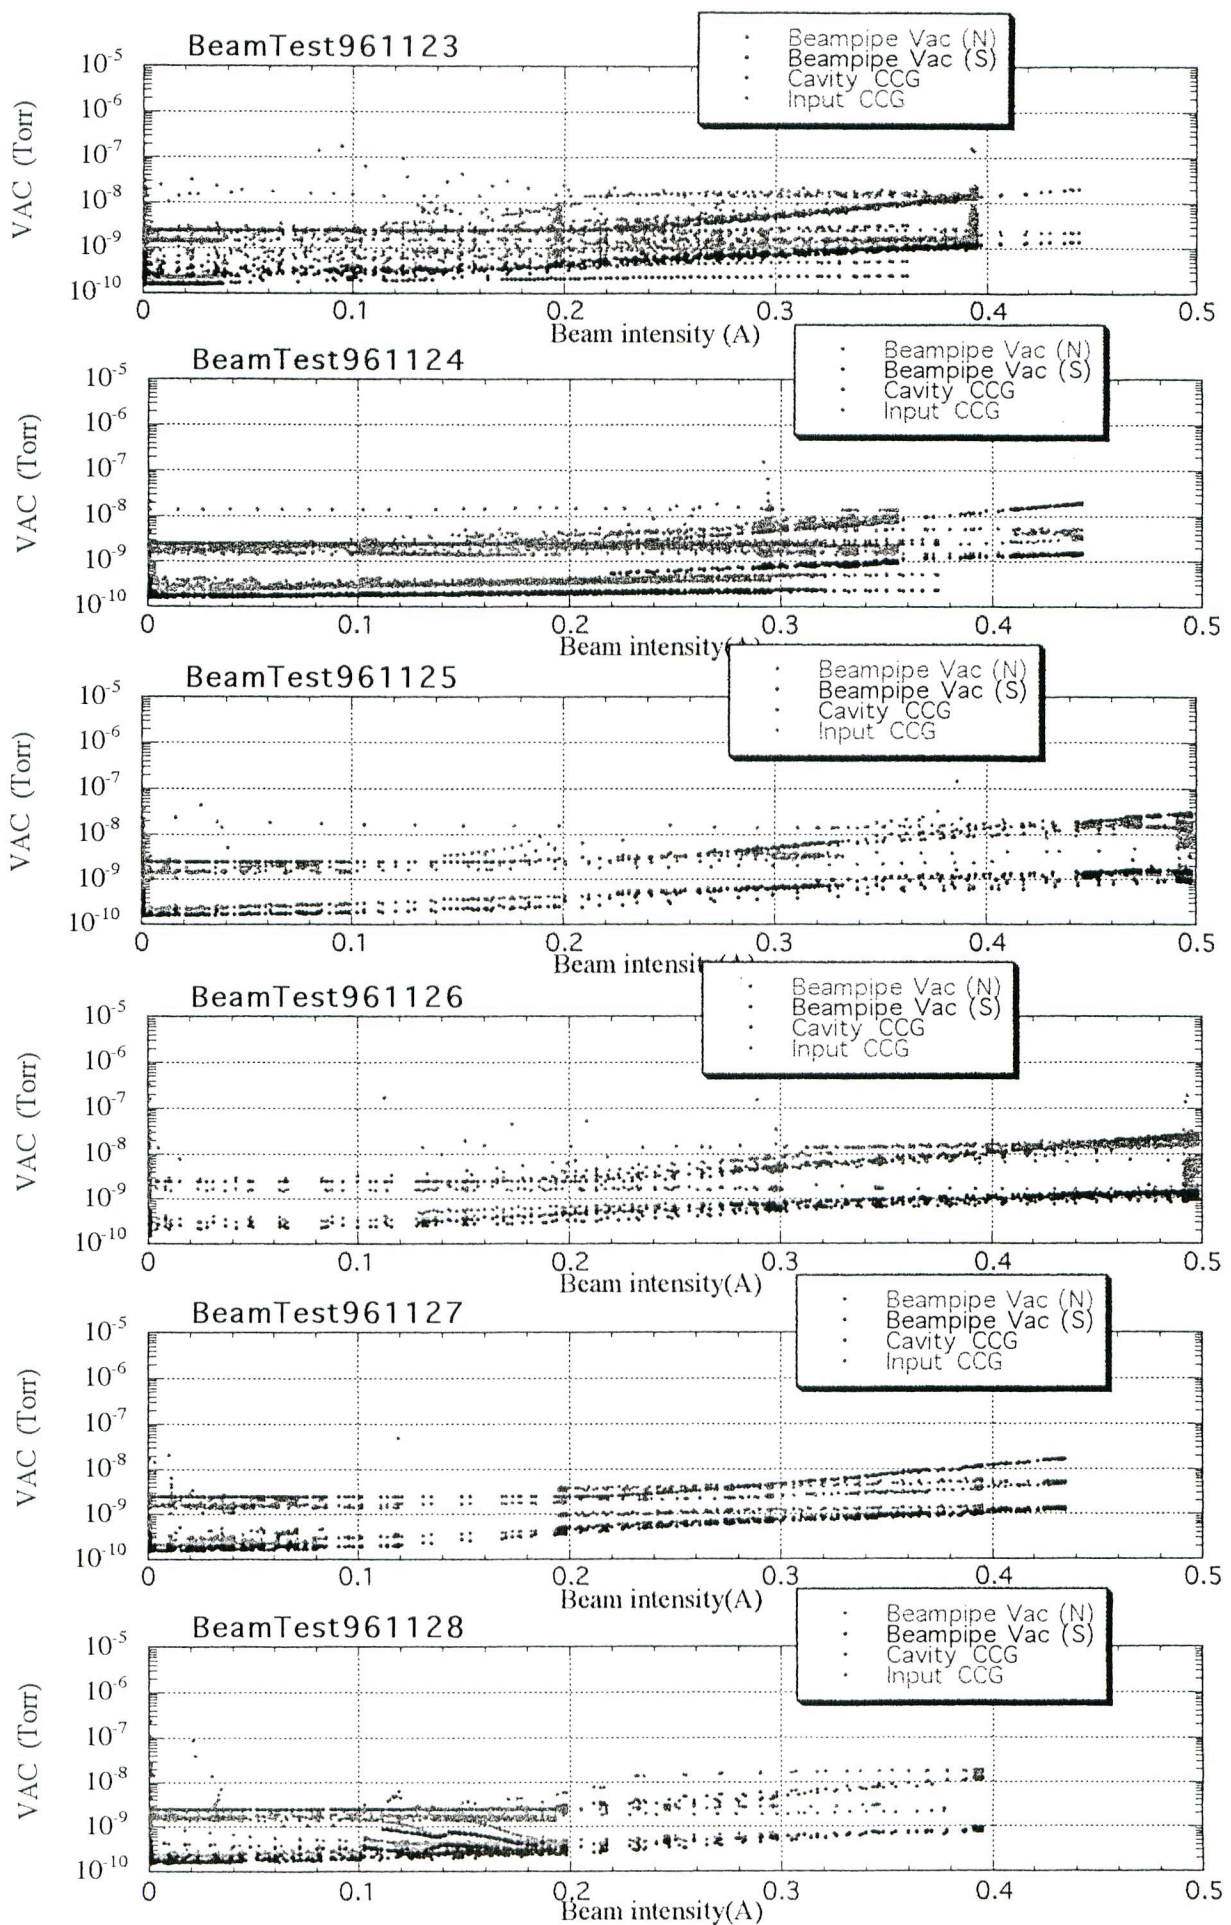 BeamTest961123
Beampipe Vac (N)
Beampipe Vac (S)
Cavity CCG
Input CCG
VAC (Torr)
10-5
10-6
10-7
10-8
10-9
10-10
0 0.1 0.2 0.3 0.4 0.5
Beam intensity (A)
BeamTest961124
Beampipe Vac (N)
Beampipe Vac (S)
Cavity CCG
Input CCG
VAC (Torr)
10-5
10-6
10-7
10-8
10-9
10-10
0 0.1 0.2 0.3 0.4 0.5
Beam intensity(
BeamTest961125
Beampipe Vac (N)
Beampipe Vac (S)
Cavity CCG
Input CCG
VAC (Torr)
10-5
10-6
10-7
10-8
10-9
10-10
0 0.1 0.2 0.3 0.4 0.5
Beam intensity(A)
BeamTest961126
Beampipe Vac (N)
Beampipe Vac (S)
Cavity CCG
Input CCG
VAC (Torr)
10-5
10-6
10-7
10-8
10-9
10-10
0 0.1 0.2 0.3 0.4 0.5
Beam intensity(A)
BeamTest961127
Beampipe Vac (N)
Beampipe Vac (S)
Cavity CCG
Input CCG
VAC (Torr)
10-5
10-6
10-7
10-8
10-9
10-10
0 0.1 0.2 0.3 0.4 0.5
Beam intensity(A)
BeamTest961128
Beampipe Vac (N)
Beampipe Vac (S)
Cavity CCG
Input CCG
VAC (Torr)
10-5
10-6
10-7
10-8
10-9
10-10
0 0.1 0.2 0.3 0.4 0.5
Beam intensity(A)